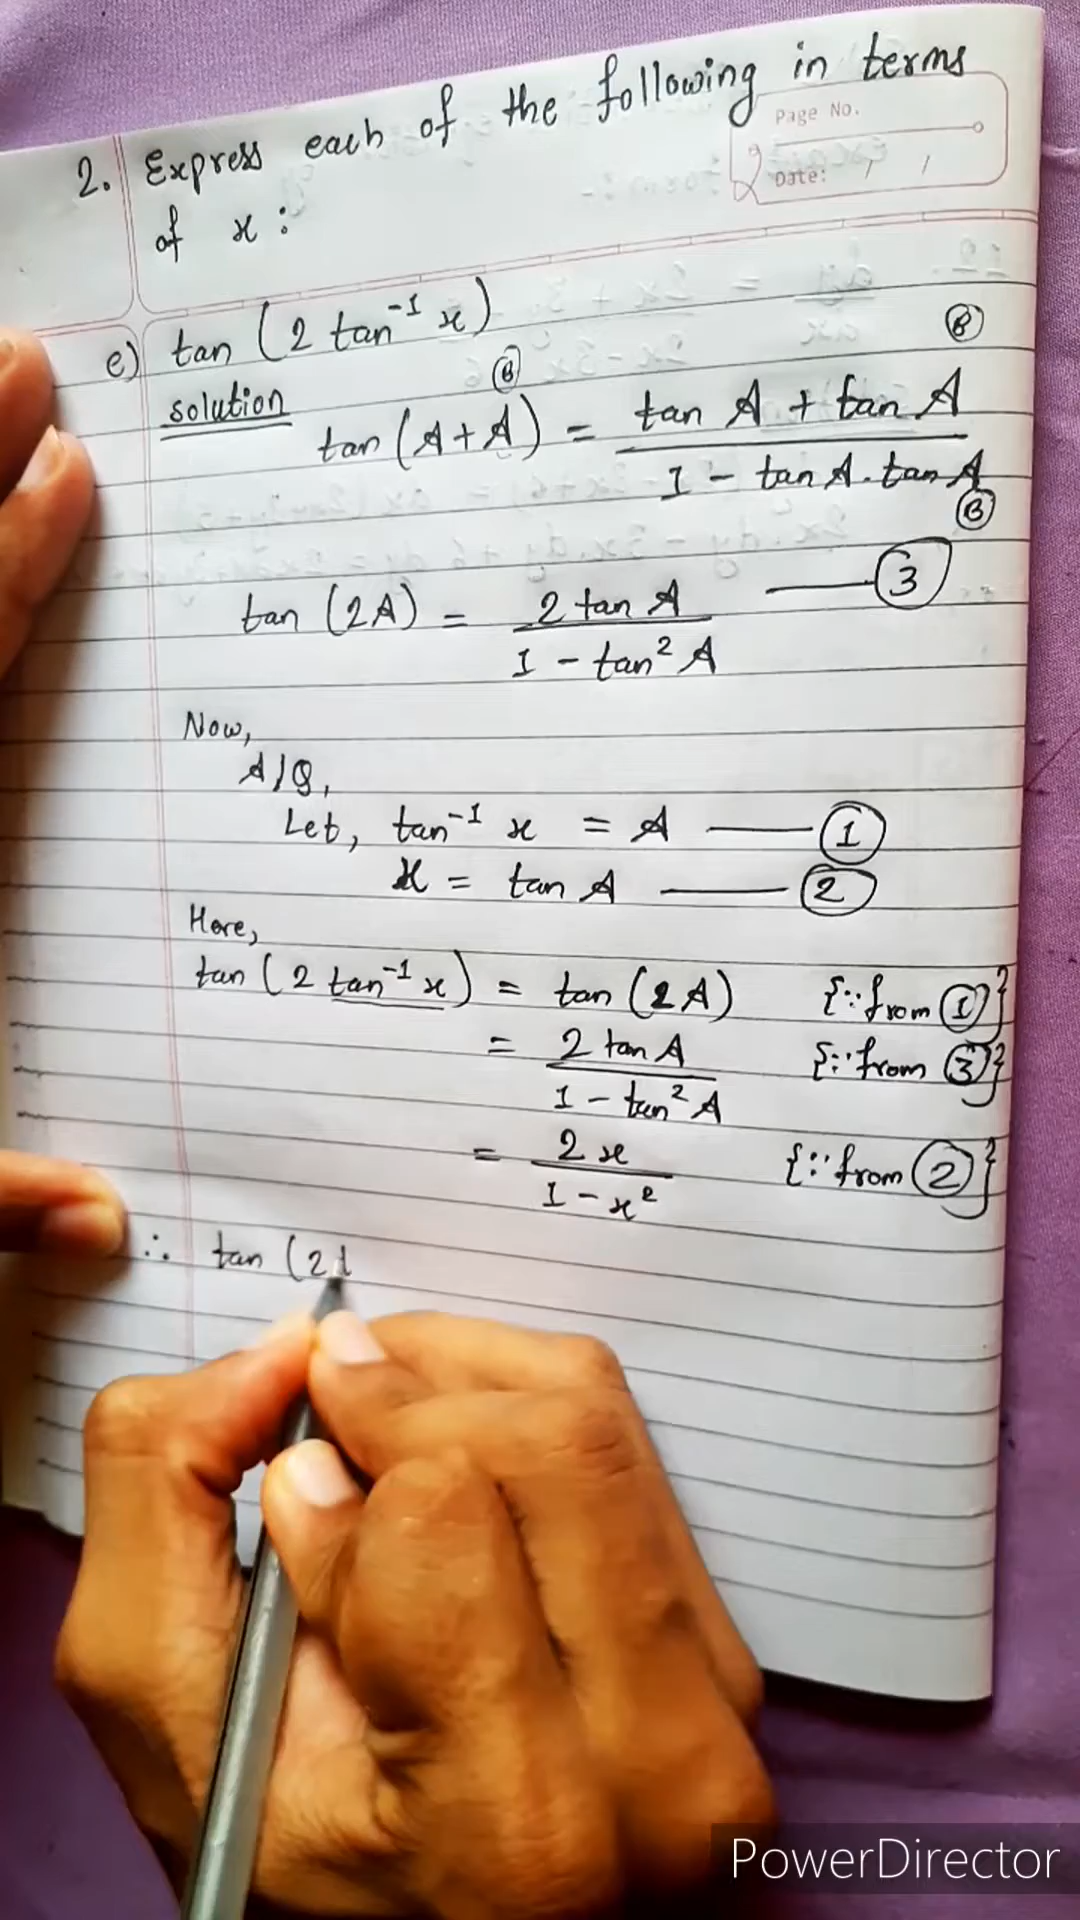 2. Express each of the following in terms
Page No.
Date: / /
of x :
e) tan (2 tan⁻¹ x)
solution
(B) (B)
tan (A + A) = tan A + tan A / 1 - tan A . tan A
(B)
tan (2A) = 2 tan A / 1 - tan² A —— (3)
Now,
A/Q,
Let, tan⁻¹ x = A —— (1)
x = tan A —— (2)
Here,
tan (2 tan⁻¹ x) = tan (2A) {∵ from (1)}
= 2 tan A / 1 - tan² A {∵ from (3)}
= 2x / 1 - x² {∵ from (2)}
∴ tan (2t
PowerDirector